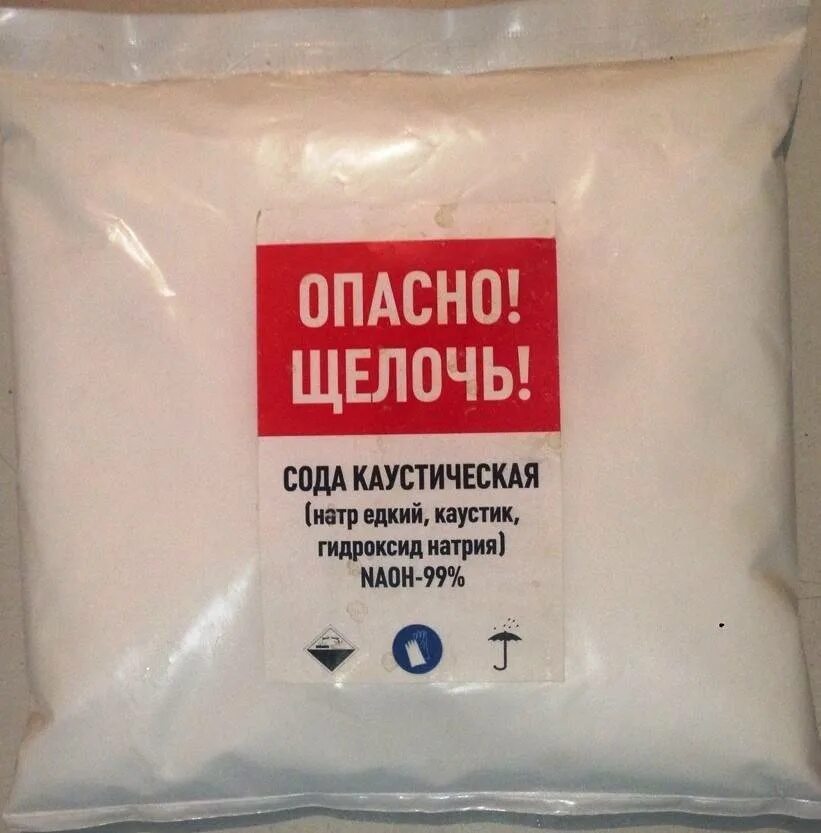 ОПАСНО!
ЩЕЛОЧЬ!
СОДА КАУСТИЧЕСКАЯ
(натр едкий, каустик,
гидроксид натрия)
NAOH-99%